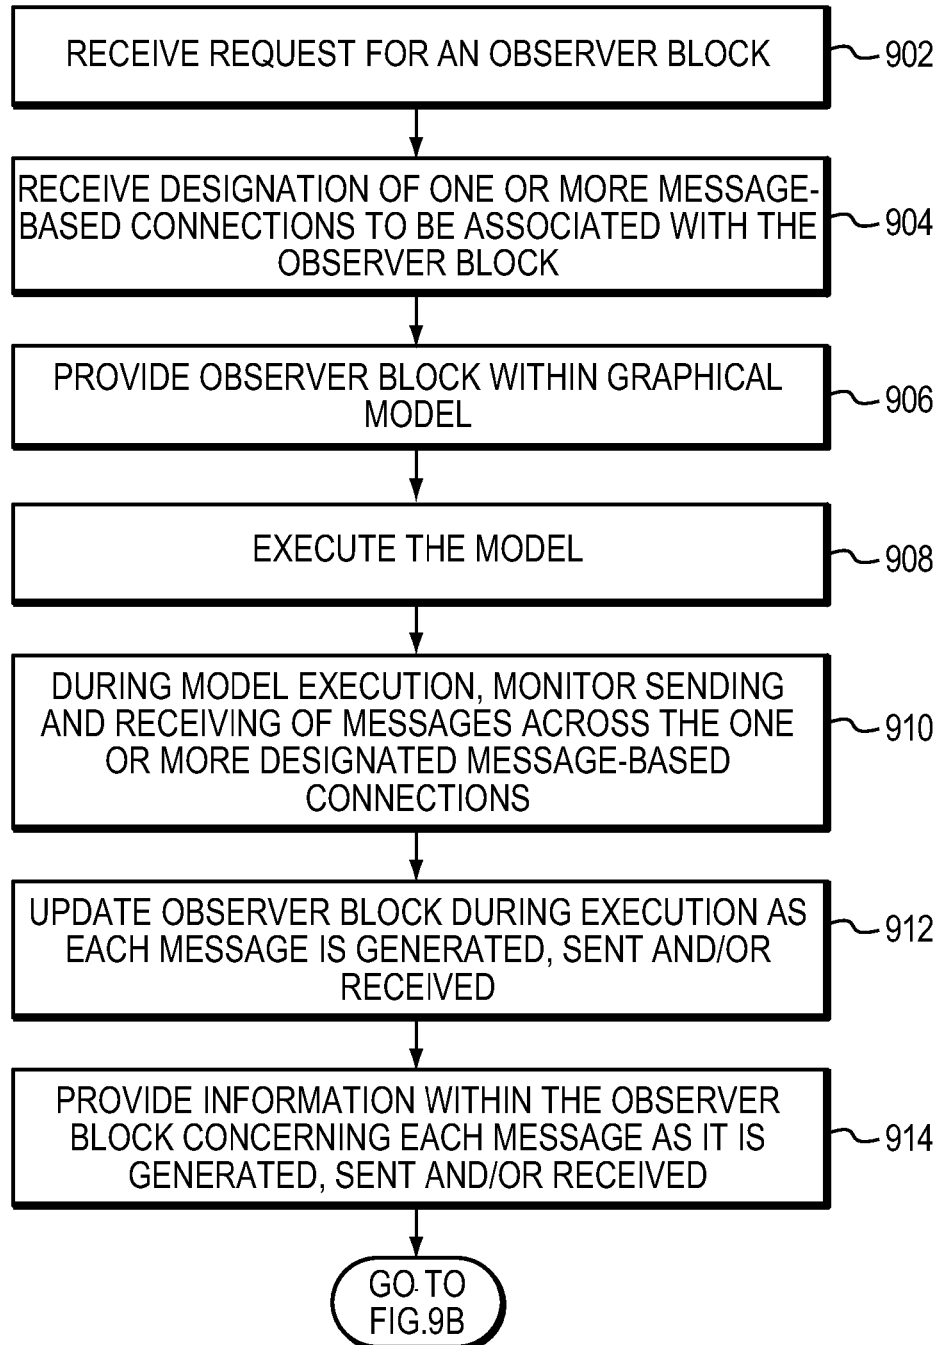 RECEIVE REQUEST FOR AN OBSERVER BLOCK
902
RECEIVE DESIGNATION OF ONE OR MORE MESSAGE-
BASED CONNECTIONS TO BE ASSOCIATED WITH THE
OBSERVER BLOCK
904
PROVIDE OBSERVER BLOCK WITHIN GRAPHICAL
MODEL
906
EXECUTE THE MODEL
908
DURING MODEL EXECUTION, MONITOR SENDING
AND RECEIVING OF MESSAGES ACROSS THE ONE
OR MORE DESIGNATED MESSAGE-BASED
CONNECTIONS
910
UPDATE OBSERVER BLOCK DURING EXECUTION AS
EACH MESSAGE IS GENERATED, SENT AND/OR
RECEIVED
912
PROVIDE INFORMATION WITHIN THE OBSERVER
BLOCK CONCERNING EACH MESSAGE AS IT IS
GENERATED, SENT AND/OR RECEIVED
914
GO TO
FIG.9B